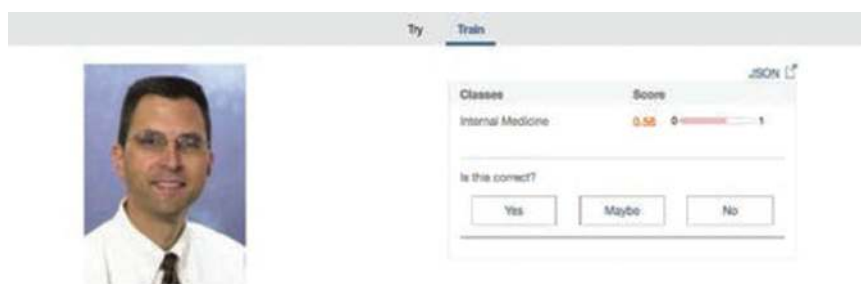 Try Train
JSON
Classes Score
Internal Medicine 0.58 0 1
Is this correct?
Yes Maybe No